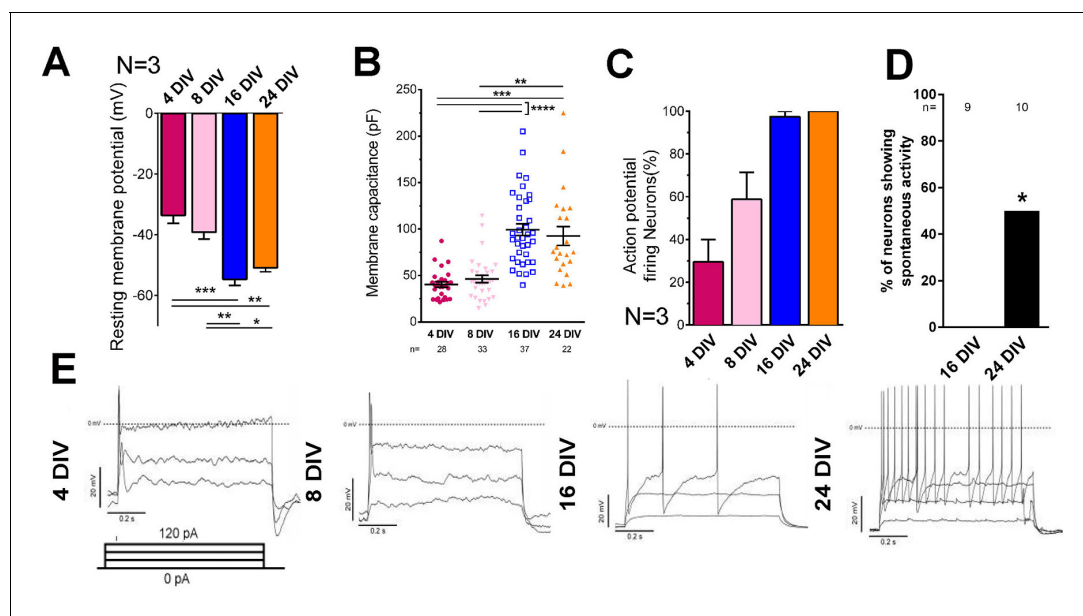 A
N=3
4 DIV
8 DIV
16 DIV
24 DIV
Resting membrane potential (mV)
0
-20
-40
-60
***
**
**
*
B
**
***
****
Membrane capacitance (pF)
250
200
150
100
50
0
4 DIV
8 DIV
16 DIV
24 DIV
n=
28
33
37
22
C
Action potential
firing Neurons(%)
100
80
60
40
20
0
N=3
4 DIV
8 DIV
16 DIV
24 DIV
D
% of neurons showing
spontaneous activity
100
80
60
40
20
0
n=
9
10
*
16 DIV
24 DIV
E
4 DIV
0 mV
20 mV
0.2 s
120 pA
0 pA
8 DIV
0 mV
20 mV
0.2 s
16 DIV
0 mV
20 mV
0.2 s
24 DIV
0 mV
20 mV
0.2 s